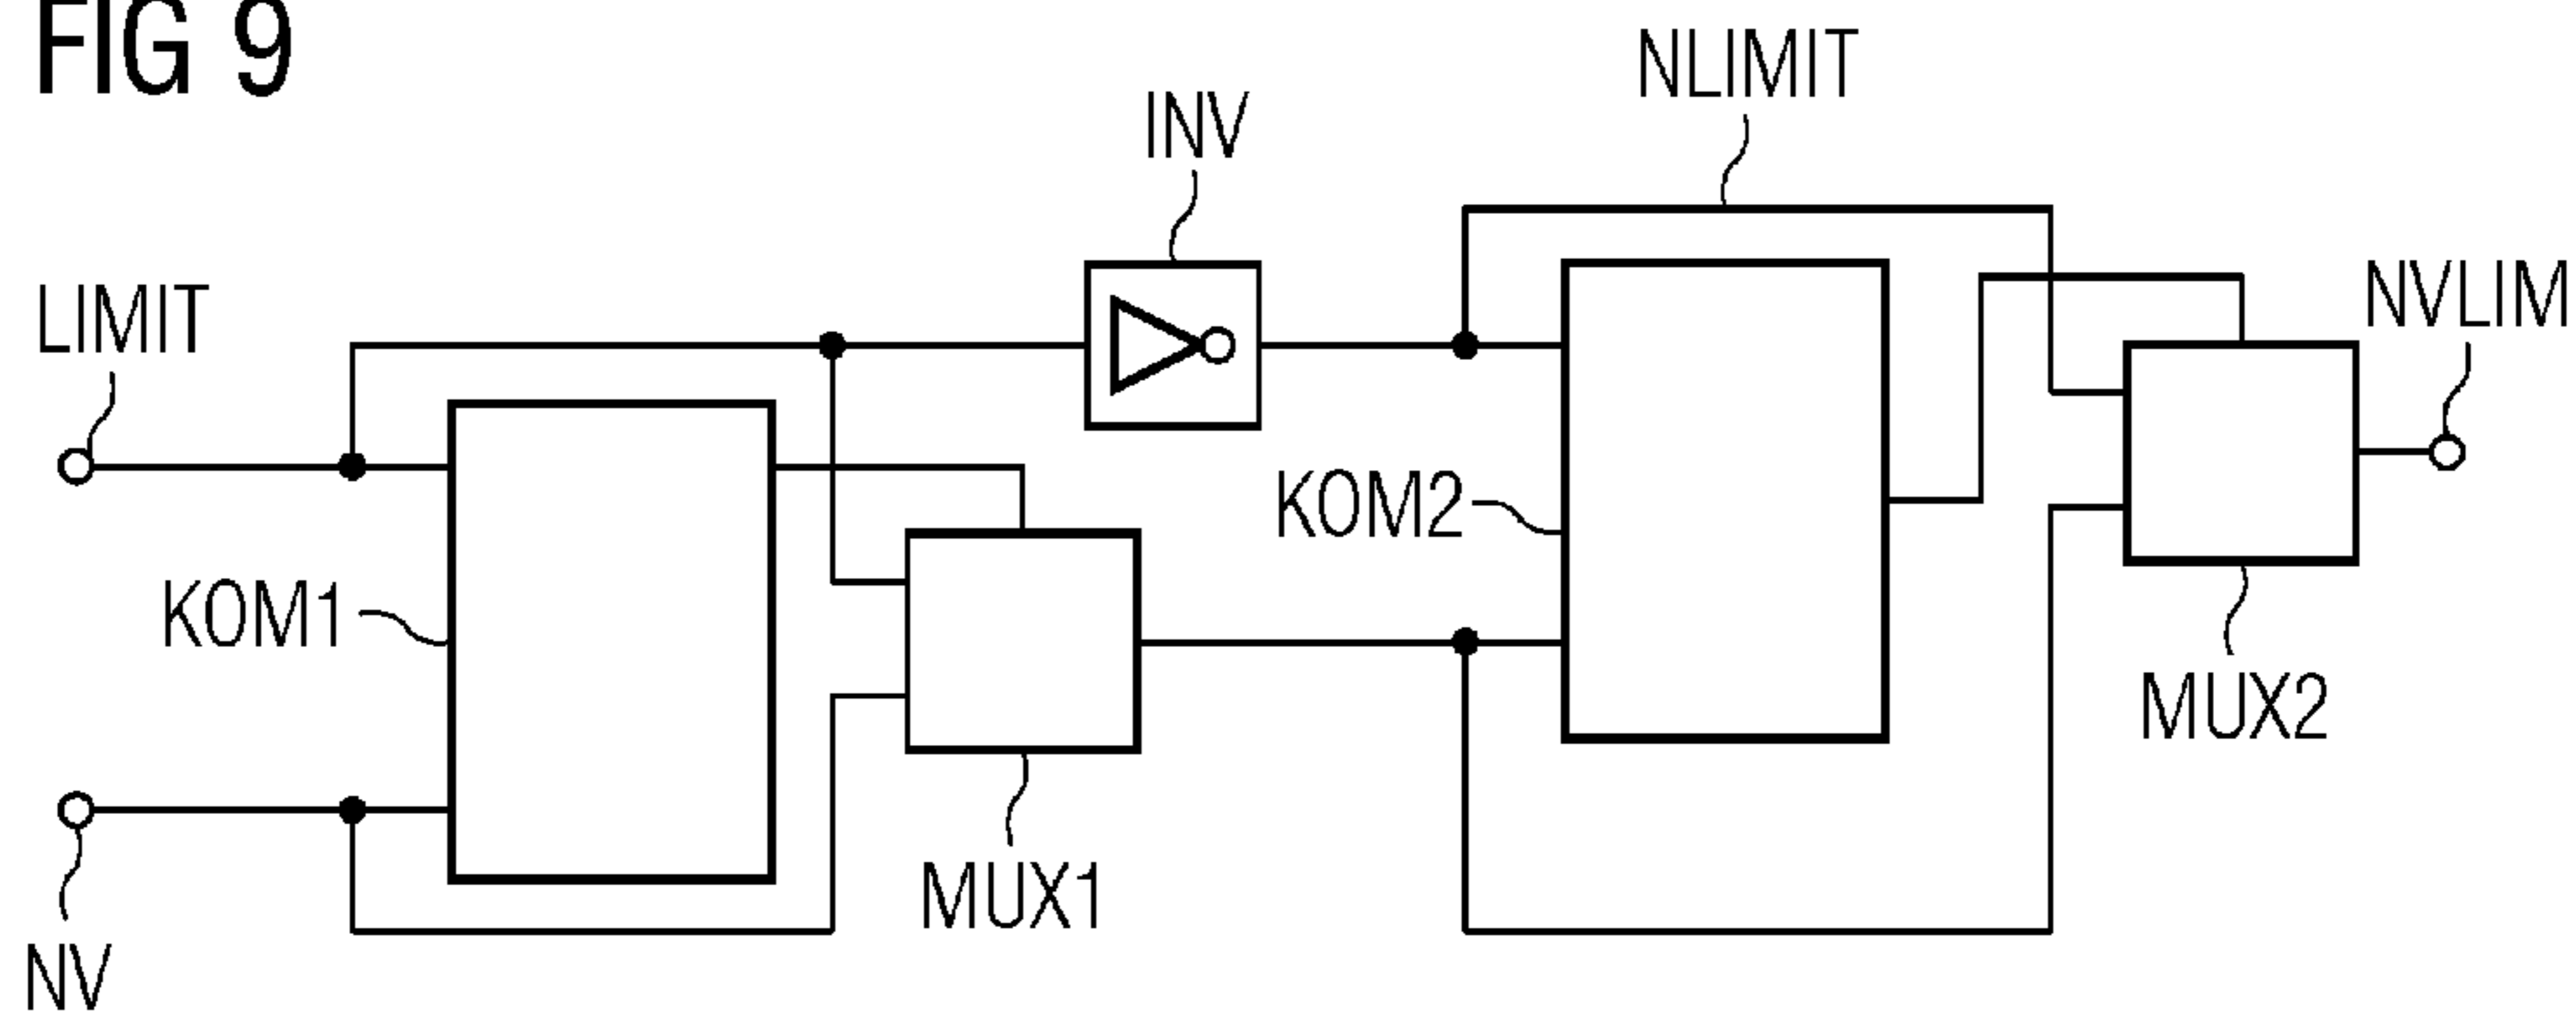 FIG 9
NLIMIT
INV
LIMIT
NVLIM
KOM2
KOM1
MUX2
MUX1
NV